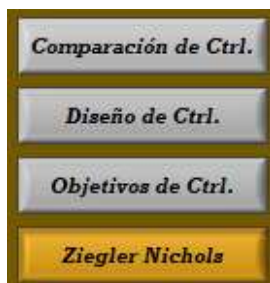 Comparación de Ctrl.
Diseño de Ctrl.
Objetivos de Ctrl.
Ziegler Nichols